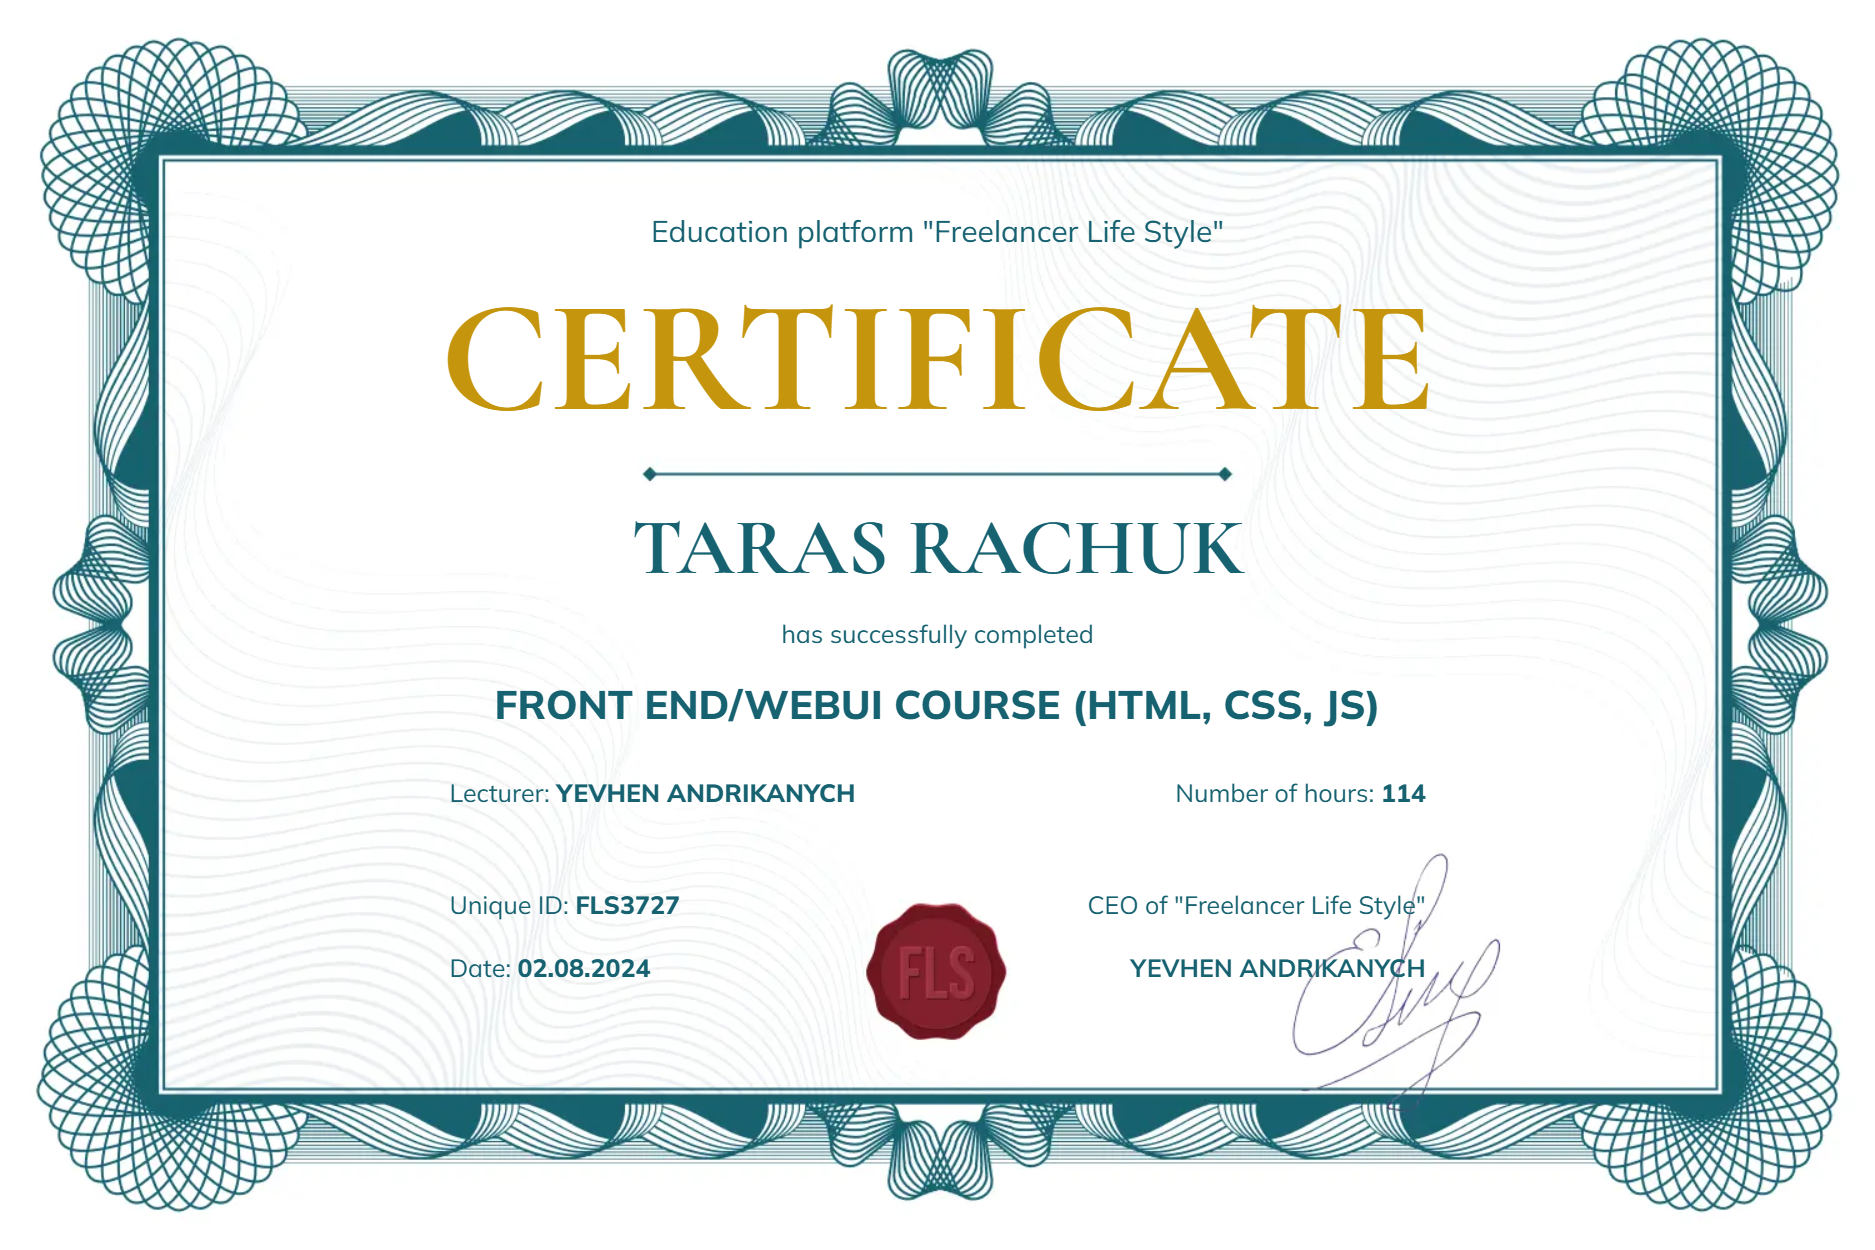 Education platform "Freelancer Life Style"
CERTIFICATE
TARAS RACHUK
has successfully completed
FRONT END/WEBUI COURSE (HTML, CSS, JS)
Lecturer: YEVHEN ANDRIKANYCH
Number of hours: 114
Unique ID: FLS3727
CEO of "Freelancer Life Style"
FLS
Date: 02.08.2024
YEVHEN ANDRIKANYCH